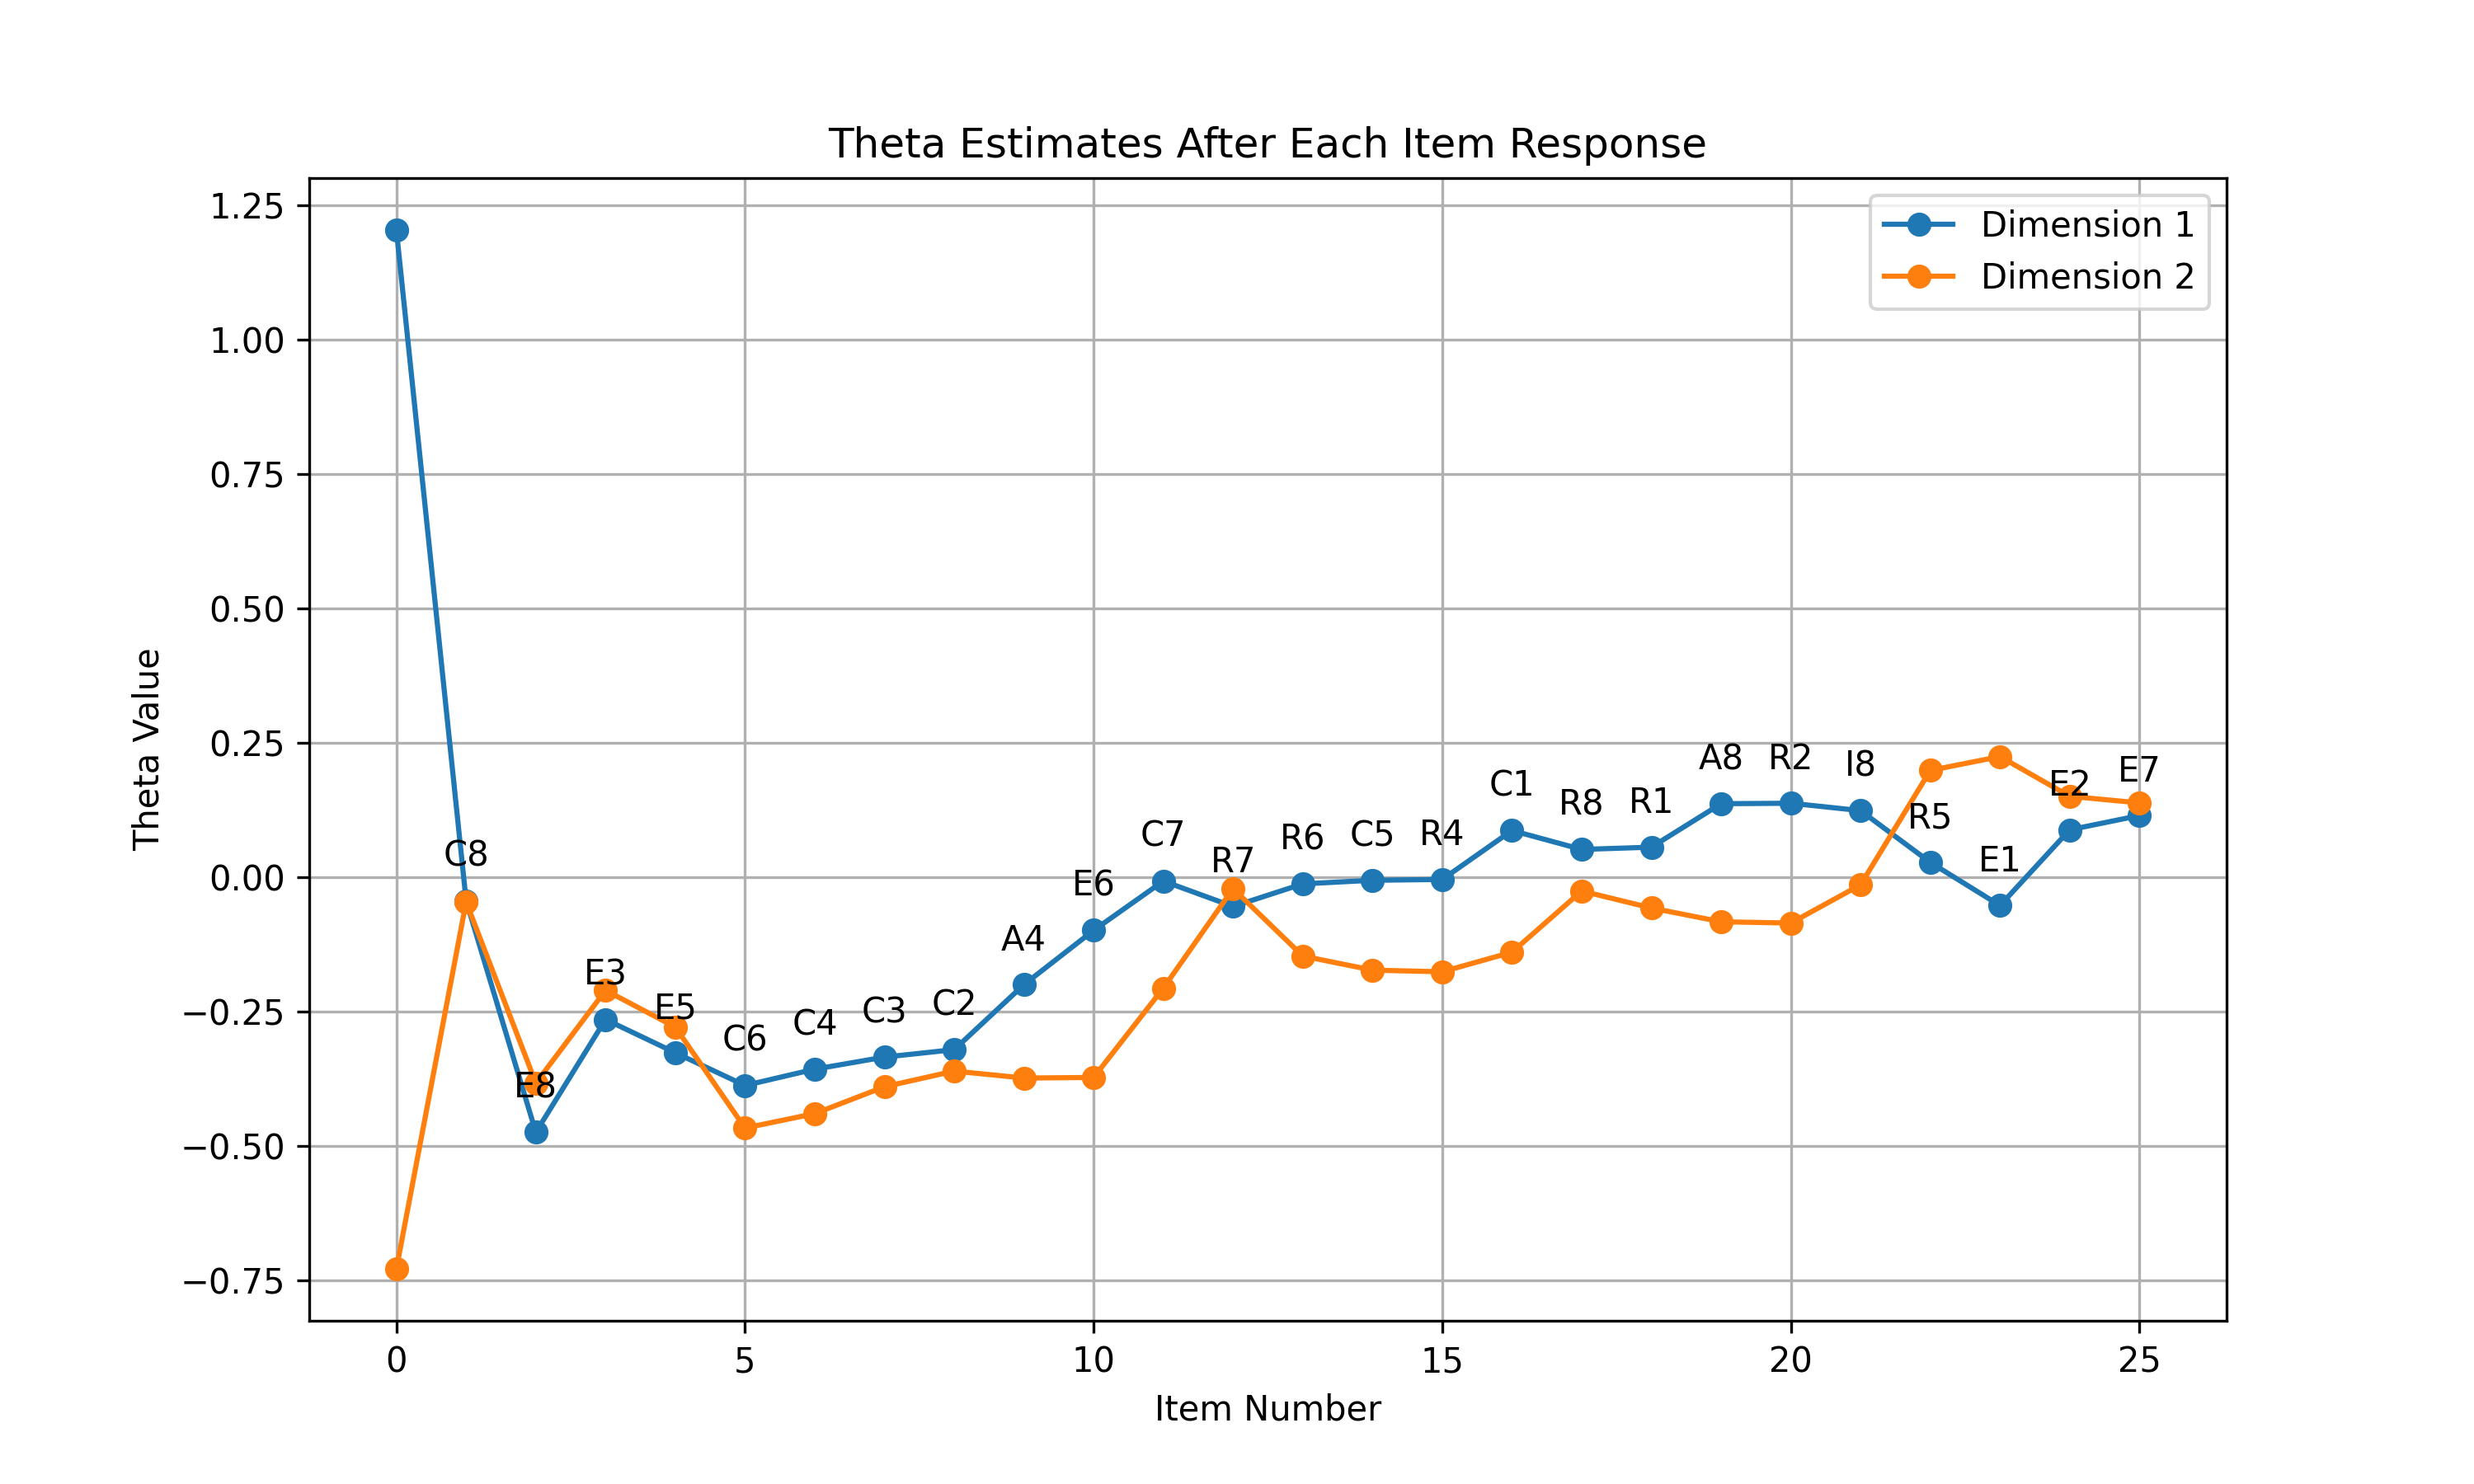 Theta Estimates After Each Item Response
Dimension 1
Dimension 2
Theta Value
1.25
1.00
0.75
0.50
0.25
0.00
−0.25
−0.50
−0.75
C8
E8
E3
E5
C6
C4
C3
C2
A4
E6
C7
R7
R6
C5
R4
C1
R8
R1
A8
R2
I8
R5
E1
E2
E7
0 5 10 15 20 25
Item Number